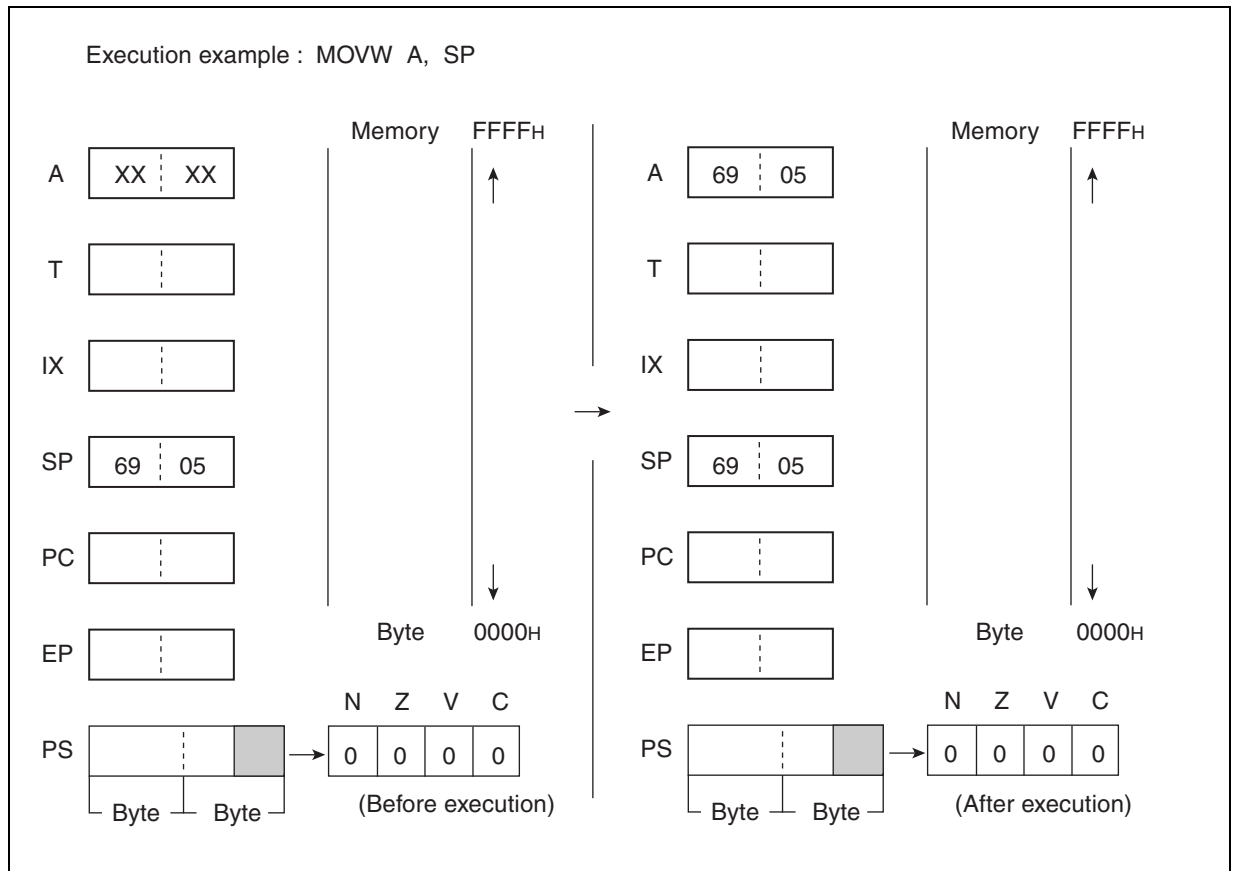 Execution example : MOVW A, SP
Memory FFFFH
A XX XX
T
IX
SP 69 05
PC
EP
Byte 0000H
N Z V C
PS 0 0 0 0
Byte Byte
(Before execution)
Memory FFFFH
A 69 05
T
IX
SP 69 05
PC
EP
Byte 0000H
N Z V C
PS 0 0 0 0
Byte Byte
(After execution)